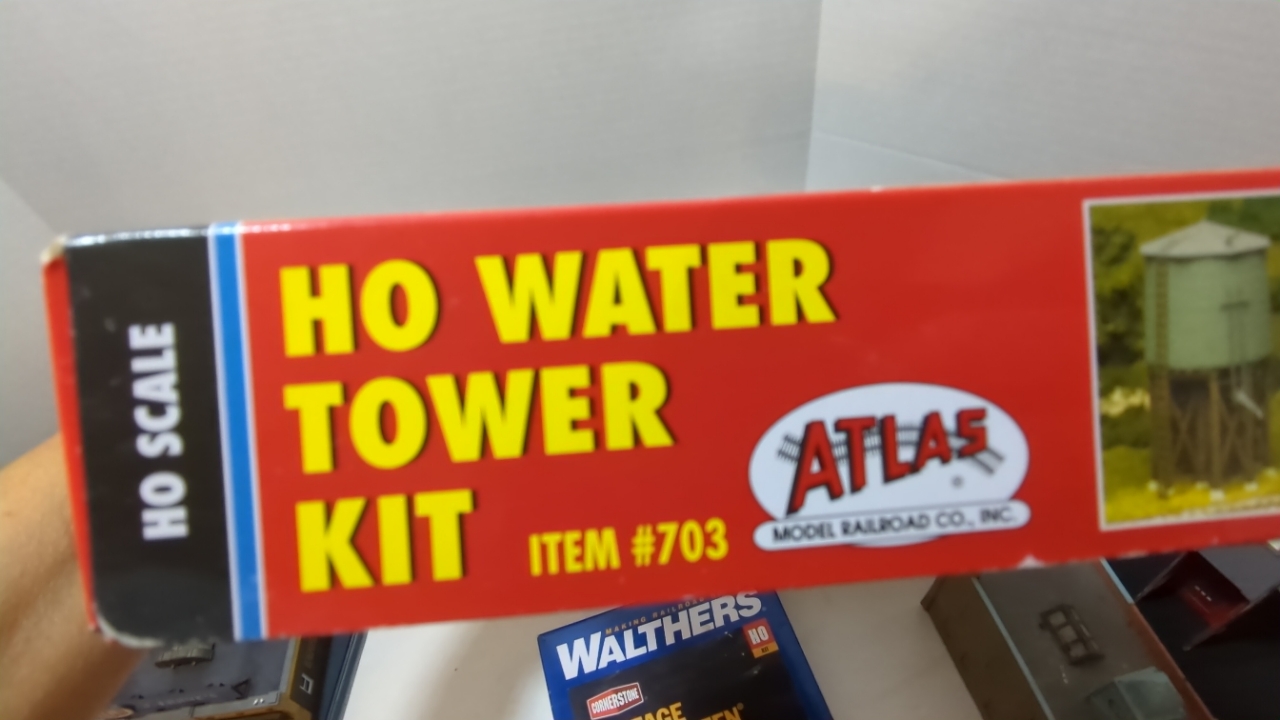 HO SCALE
HO WATER
TOWER
KIT
ITEM #703
ATLAS
®
MODEL RAILROAD CO., INC.
WALTHERS
HO
CORNERSTONE